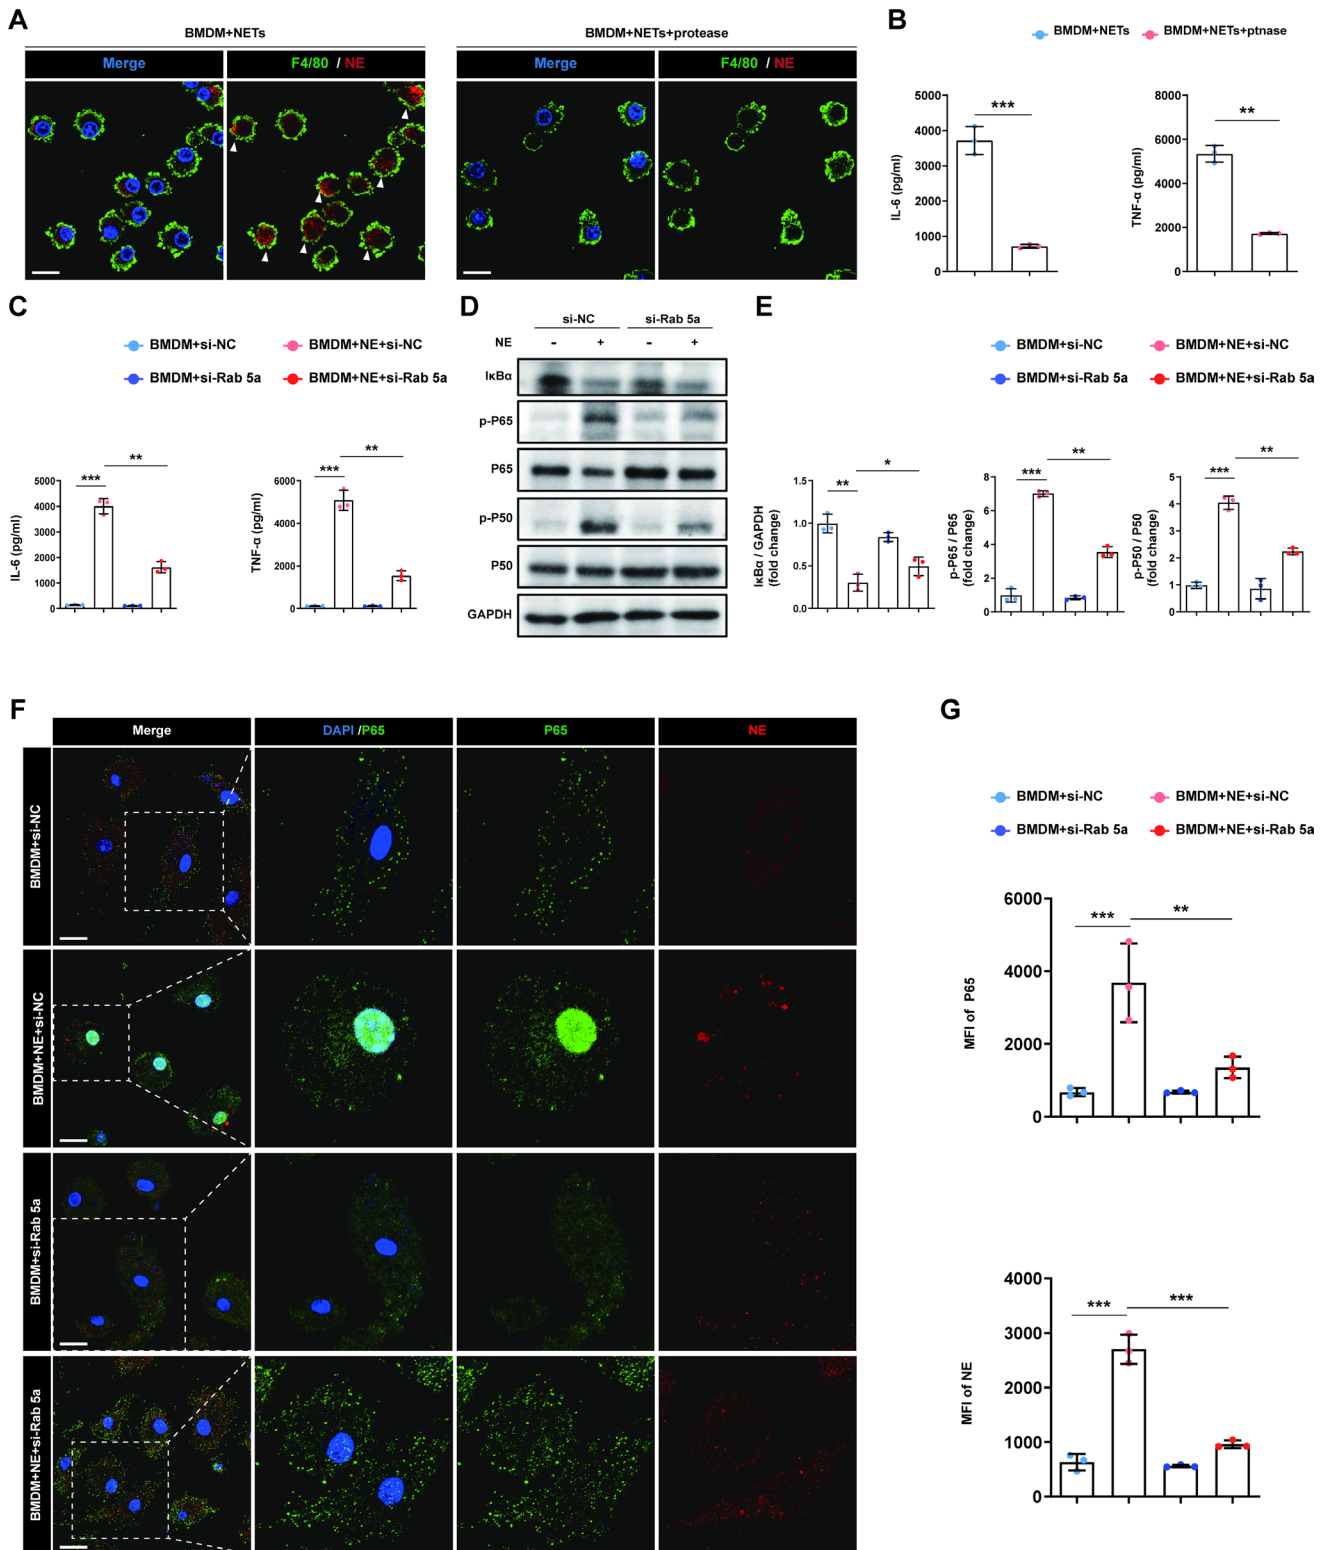 A
BMDM+NETs
BMDM+NETs+protease
Merge
F4/80 / NE
Merge
F4/80 / NE
B
BMDM+NETs
BMDM+NETs+ptnase
IL-6 (pg/ml)
5000
4000
3000
2000
1000
0
***
TNF-α (pg/ml)
8000
6000
4000
2000
0
**
C
BMDM+si-NC
BMDM+NE+si-NC
BMDM+si-Rab 5a
BMDM+NE+si-Rab 5a
IL-6 (pg/ml)
5000
4000
3000
2000
1000
0
***
**
TNF-α (pg/ml)
6000
4000
2000
0
***
**
D
si-NC
si-Rab 5a
NE
-
+
-
+
IκBα
p-P65
P65
p-P50
P50
GAPDH
E
BMDM+si-NC
BMDM+NE+si-NC
BMDM+si-Rab 5a
BMDM+NE+si-Rab 5a
IκBα / GAPDH
(fold change)
1.5
1.0
0.5
0.0
**
*
p-P65 / P65
(fold change)
8
6
4
2
0
***
**
p-P50 / P50
(fold change)
5
4
3
2
1
0
***
**
F
Merge
DAPI /P65
P65
NE
BMDM+si-NC
BMDM+NE+si-NC
BMDM+si-Rab 5a
BMDM+NE+si-Rab 5a
G
BMDM+si-NC
BMDM+NE+si-NC
BMDM+si-Rab 5a
BMDM+NE+si-Rab 5a
MFI of P65
6000
4000
2000
0
***
**
MFI of NE
4000
3000
2000
1000
0
***
***